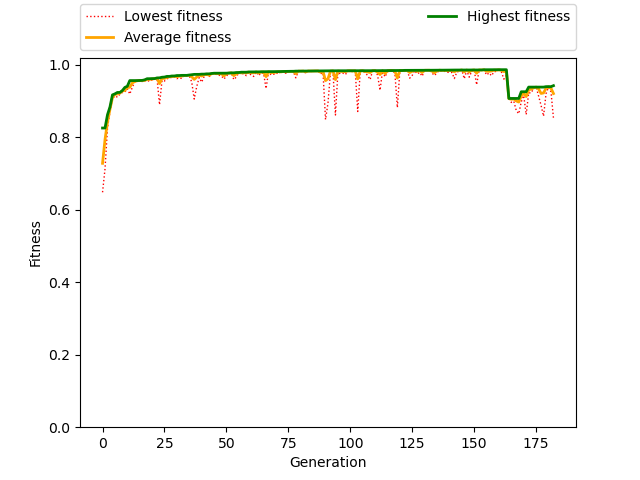 Lowest fitness
Average fitness
Highest fitness
1.0
0.8
0.6
0.4
0.2
0.0
Fitness
0 25 50 75 100 125 150 175
Generation